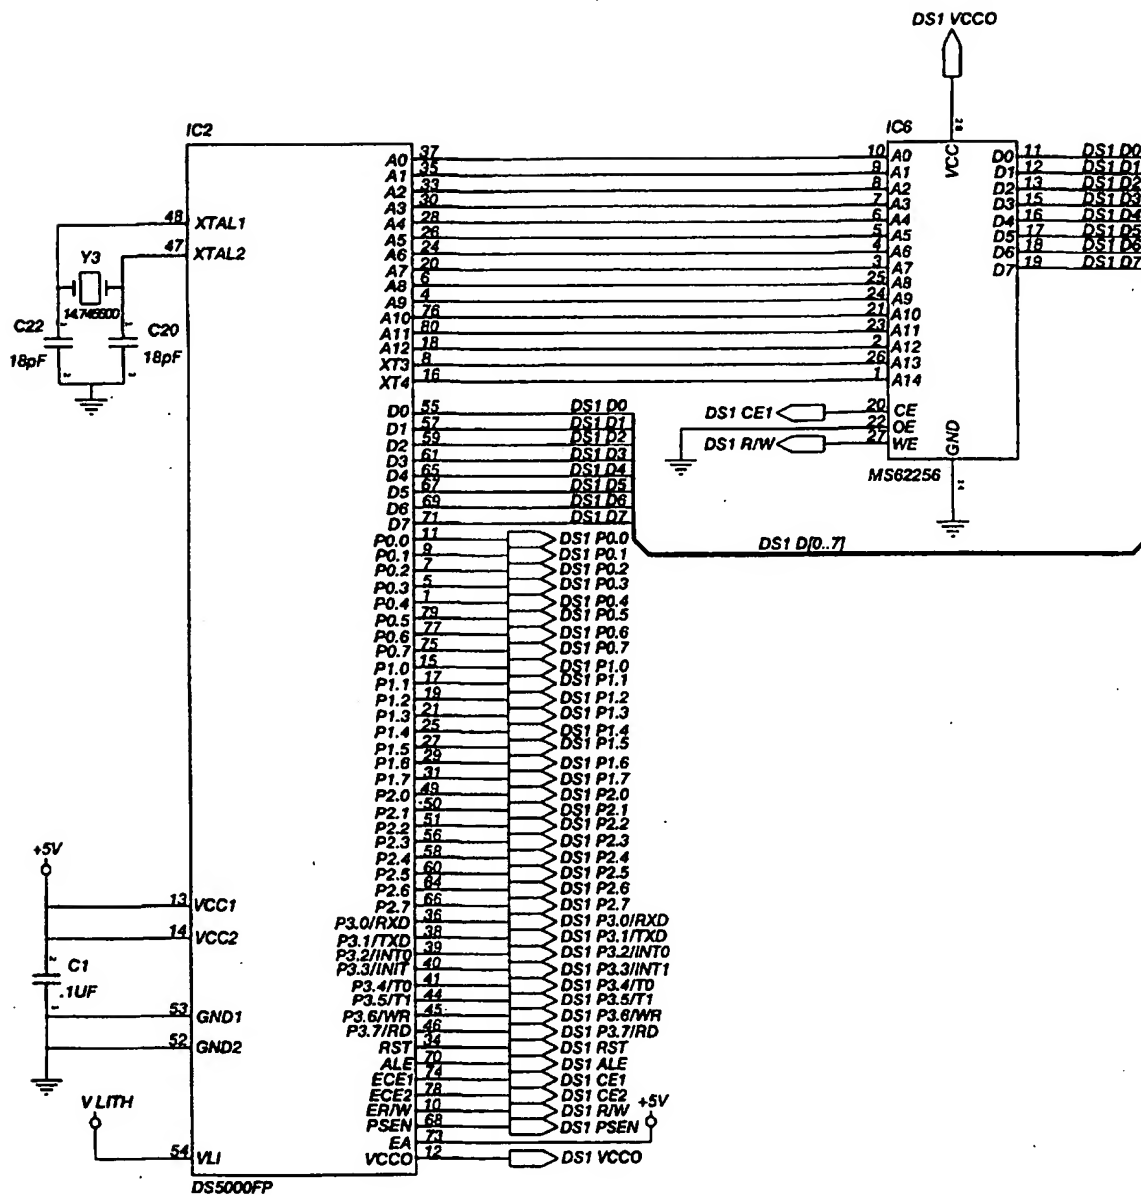 DS1 VCCO
IC2
IC6
28
VCC
37 A0
35 A1
33 A2
30 A3
28 A4
26 A5
24 A6
20 A7
6 A8
4 A9
76 A10
80 A11
18 A12
8 XT3
16 XT4
10 A0
9 A1
8 A2
7 A3
6 A4
5 A5
4 A6
3 A7
25 A8
24 A9
21 A10
23 A11
2 A12
26 A13
1 A14
D0 11 DS1 D0
D1 12 DS1 D1
D2 13 DS1 D2
D3 15 DS1 D3
D4 16 DS1 D4
D5 17 DS1 D5
D6 18 DS1 D6
D7 19 DS1 D7
48 XTAL1
47 XTAL2
Y3
C22
18pF
C20
18pF
DS1 CE1 20 CE
22 OE
DS1 R/W 27 WE
GND
MS62256
D0 55 DS1 D0
D1 57 DS1 D1
D2 59 DS1 D2
D3 61 DS1 D3
D4 65 DS1 D4
D5 67 DS1 D5
D6 69 DS1 D6
D7 71 DS1 D7
DS1 D[0..7]
P0.0 11 DS1 P0.0
P0.1 9 DS1 P0.1
P0.2 7 DS1 P0.2
P0.3 5 DS1 P0.3
P0.4 1 DS1 P0.4
P0.5 79 DS1 P0.5
P0.6 77 DS1 P0.6
P0.7 75 DS1 P0.7
P1.0 15 DS1 P1.0
P1.1 17 DS1 P1.1
P1.2 19 DS1 P1.2
P1.3 21 DS1 P1.3
P1.4 25 DS1 P1.4
P1.5 27 DS1 P1.5
P1.6 29 DS1 P1.6
P1.7 31 DS1 P1.7
P2.0 49 DS1 P2.0
P2.1 50 DS1 P2.1
P2.2 51 DS1 P2.2
P2.3 56 DS1 P2.3
P2.4 58 DS1 P2.4
P2.5 60 DS1 P2.5
P2.6 64 DS1 P2.6
P2.7 66 DS1 P2.7
P3.0/RXD 36 DS1 P3.0/RXD
P3.1/TXD 38 DS1 P3.1/TXD
P3.2/INT0 39 DS1 P3.2/INT0
P3.3/INIT 40 DS1 P3.3/INT1
P3.4/T0 41 DS1 P3.4/T0
P3.5/T1 44 DS1 P3.5/T1
P3.6/WR 45 DS1 P3.6/WR
P3.7/RD 46 DS1 P3.7/RD
RST 34 DS1 RST
ALE 70 DS1 ALE
ECE1 74 DS1 CE1
ECE2 78 DS1 CE2
ER/W 10 DS1 R/W
PSEN 68 DS1 PSEN
EA 73 +5V
VCCO 12 DS1 VCCO
+5V
13 VCC1
14 VCC2
C1
.1UF
53 GND1
52 GND2
V LITH
54 VLI
DS5000FP